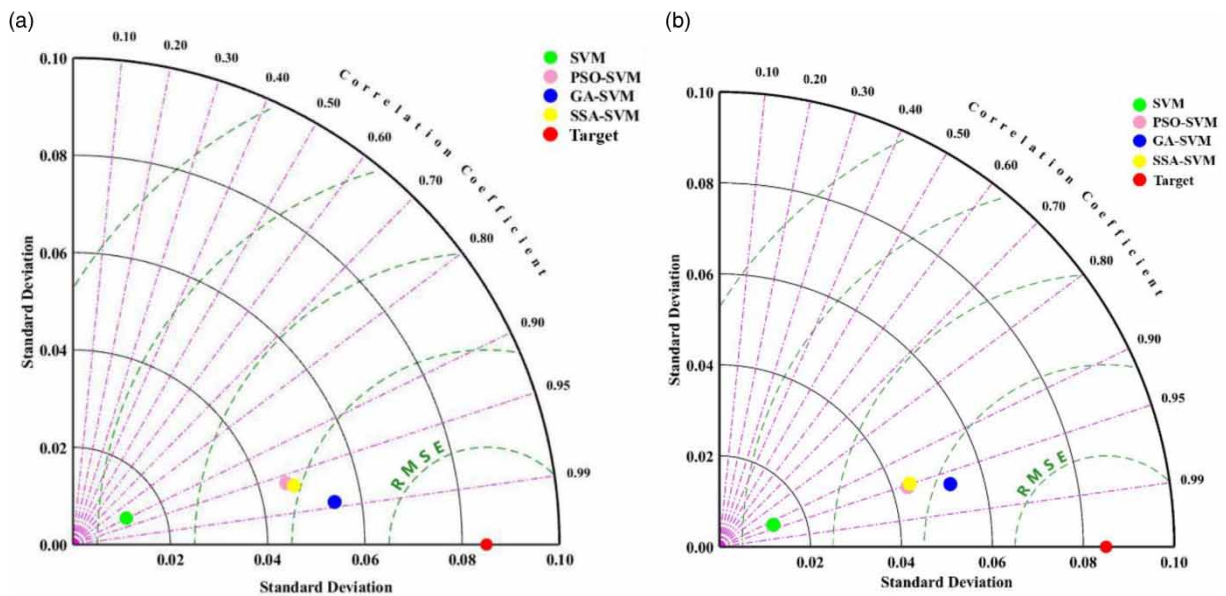 (a)
0.10
0.20
0.30
0.40
0.50
0.60
0.70
0.80
0.90
0.95
0.99
Correlation Coefficient
SVM
PSO-SVM
GA-SVM
SSA-SVM
Target
0.10
0.08
0.06
0.04
0.02
0.00
Standard Deviation
RMSE
0.02
0.04
0.06
0.08
0.10
Standard Deviation
(b)
0.10
0.20
0.30
0.40
0.50
0.60
0.70
0.80
0.90
0.95
0.99
Correlation Coefficient
SVM
PSO-SVM
GA-SVM
SSA-SVM
Target
0.10
0.08
0.06
0.04
0.02
0.00
Standard Deviation
RMSE
0.02
0.04
0.06
0.08
0.10
Standard Deviation